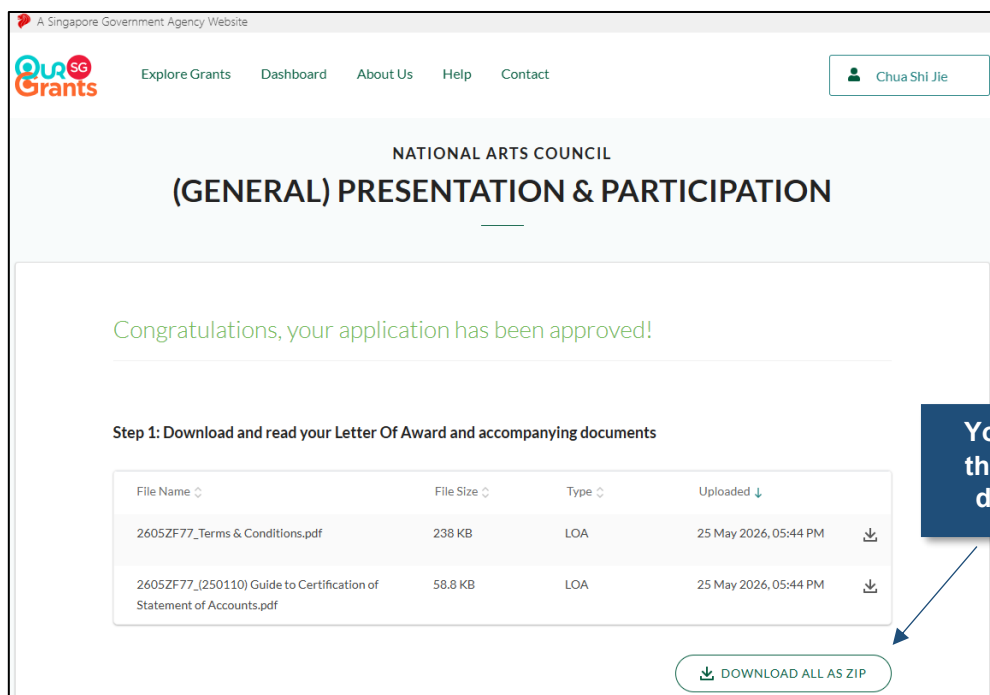 A Singapore Government Agency Website
OUR SG
Grants
Explore Grants Dashboard About Us Help Contact
Chua Shi Jie
NATIONAL ARTS COUNCIL
(GENERAL) PRESENTATION & PARTICIPATION
Congratulations, your application has been approved!
Step 1: Download and read your Letter Of Award and accompanying documents
File Name File Size Type Uploaded
2605ZF77_Terms & Conditions.pdf 238 KB LOA 25 May 2026, 05:44 PM
2605ZF77_(250110) Guide to Certification of 58.8 KB LOA 25 May 2026, 05:44 PM
Statement of Accounts.pdf
DOWNLOAD ALL AS ZIP